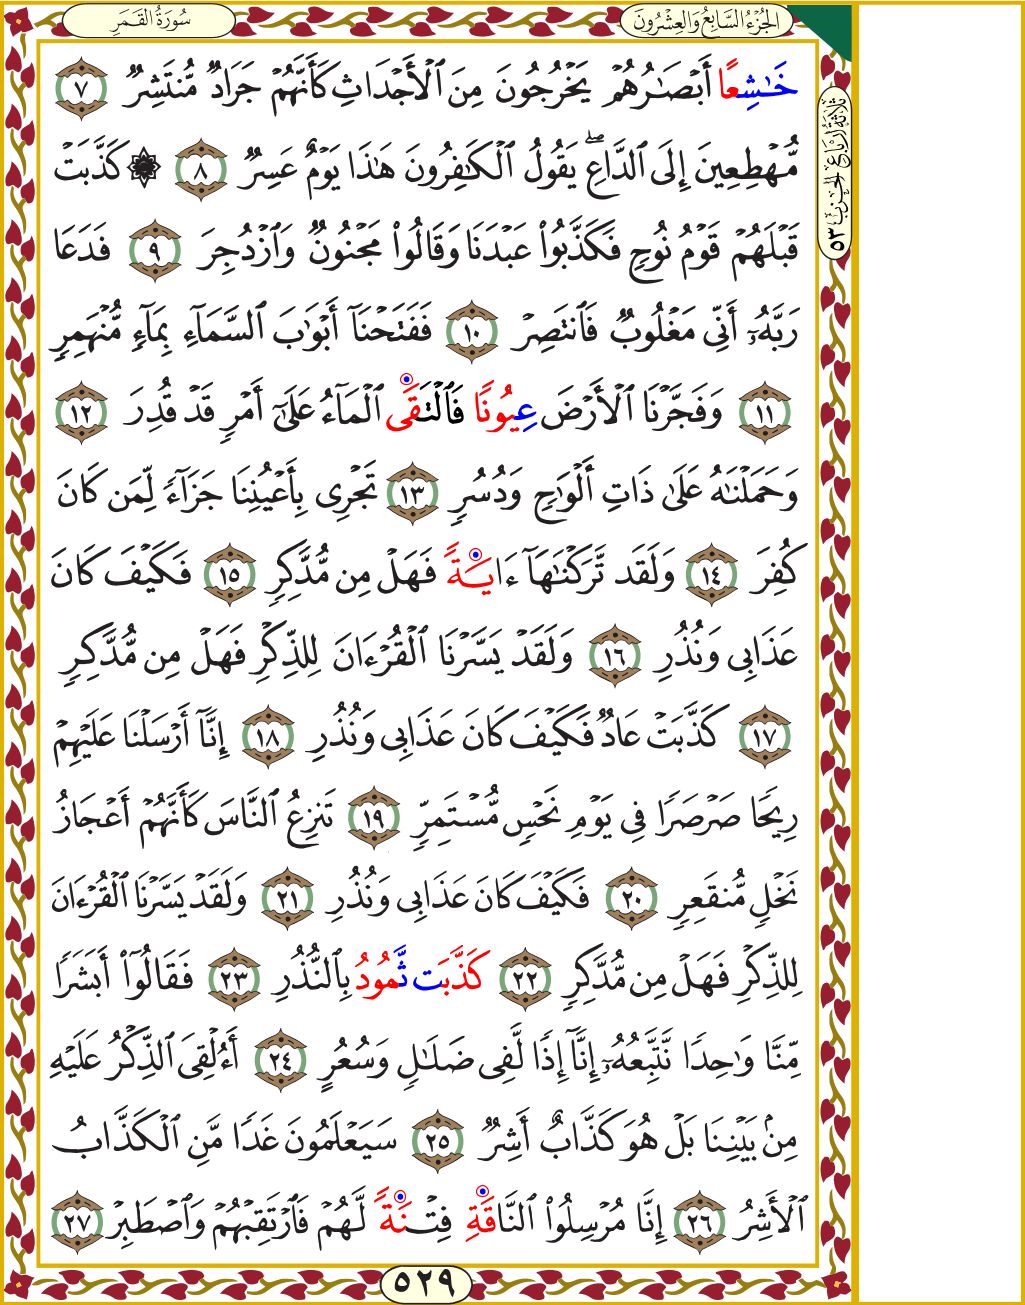 سُورَةُ القَمَرِ
الجُزْءُ السَّابِعُ وَالعِشْرُونَ
ثَلَاثَةُ أَرْبَاعِ الحِزْبِ ٥٣
خَٰشِعًا أَبْصَٰرُهُمْ يَخْرُجُونَ مِنَ ٱلْأَجْدَاثِ كَأَنَّهُمْ جَرَادٌ مُّنتَشِرٌ ٧
مُّهْطِعِينَ إِلَى ٱلدَّاعِ ۖ يَقُولُ ٱلْكَٰفِرُونَ هَٰذَا يَوْمٌ عَسِرٌ ٨ ۞ كَذَّبَتْ
قَبْلَهُمْ قَوْمُ نُوحٍ فَكَذَّبُوا۟ عَبْدَنَا وَقَالُوا۟ مَجْنُونٌ وَٱزْدُجِرَ ٩ فَدَعَا
رَبَّهُۥٓ أَنِّى مَغْلُوبٌ فَٱنتَصِرْ ١٠ فَفَتَحْنَآ أَبْوَٰبَ ٱلسَّمَآءِ بِمَآءٍ مُّنْهَمِرٍ
١١ وَفَجَّرْنَا ٱلْأَرْضَ عِيُونًا فَٱلْتَقَى ٱلْمَآءُ عَلَىٰٓ أَمْرٍ قَدْ قُدِرَ ١٢
وَحَمَلْنَٰهُ عَلَىٰ ذَاتِ أَلْوَٰحٍ وَدُسُرٍ ١٣ تَجْرِى بِأَعْيُنِنَا جَزَآءً لِّمَن كَانَ
كُفِرَ ١٤ وَلَقَد تَّرَكْنَٰهَآ ءَايَةً فَهَلْ مِن مُّدَّكِرٍ ١٥ فَكَيْفَ كَانَ
عَذَابِى وَنُذُرِ ١٦ وَلَقَدْ يَسَّرْنَا ٱلْقُرْءَانَ لِلذِّكْرِ فَهَلْ مِن مُّدَّكِرٍ
١٧ كَذَّبَتْ عَادٌ فَكَيْفَ كَانَ عَذَابِى وَنُذُرِ ١٨ إِنَّآ أَرْسَلْنَا عَلَيْهِمْ
رِيحًا صَرْصَرًا فِى يَوْمِ نَحْسٍ مُّسْتَمِرٍّ ١٩ تَنزِعُ ٱلنَّاسَ كَأَنَّهُمْ أَعْجَازُ
نَخْلٍ مُّنقَعِرٍ ٢٠ فَكَيْفَ كَانَ عَذَابِى وَنُذُرِ ٢١ وَلَقَدْ يَسَّرْنَا ٱلْقُرْءَانَ
لِلذِّكْرِ فَهَلْ مِن مُّدَّكِرٍ ٢٢ كَذَّبَت ثَّمُودُ بِٱلنُّذُرِ ٢٣ فَقَالُوٓا۟ أَبَشَرًا
مِّنَّا وَٰحِدًا نَّتَّبِعُهُۥٓ إِنَّآ إِذًا لَّفِى ضَلَٰلٍ وَسُعُرٍ ٢٤ أَءُلْقِىَ ٱلذِّكْرُ عَلَيْهِ
مِنۢ بَيْنِنَا بَلْ هُوَ كَذَّابٌ أَشِرٌ ٢٥ سَيَعْلَمُونَ غَدًا مَّنِ ٱلْكَذَّابُ
ٱلْأَشِرُ ٢٦ إِنَّا مُرْسِلُوا۟ ٱلنَّاقَةِ فِتْنَةً لَّهُمْ فَٱرْتَقِبْهُمْ وَٱصْطَبِرْ ٢٧
٥٢٩